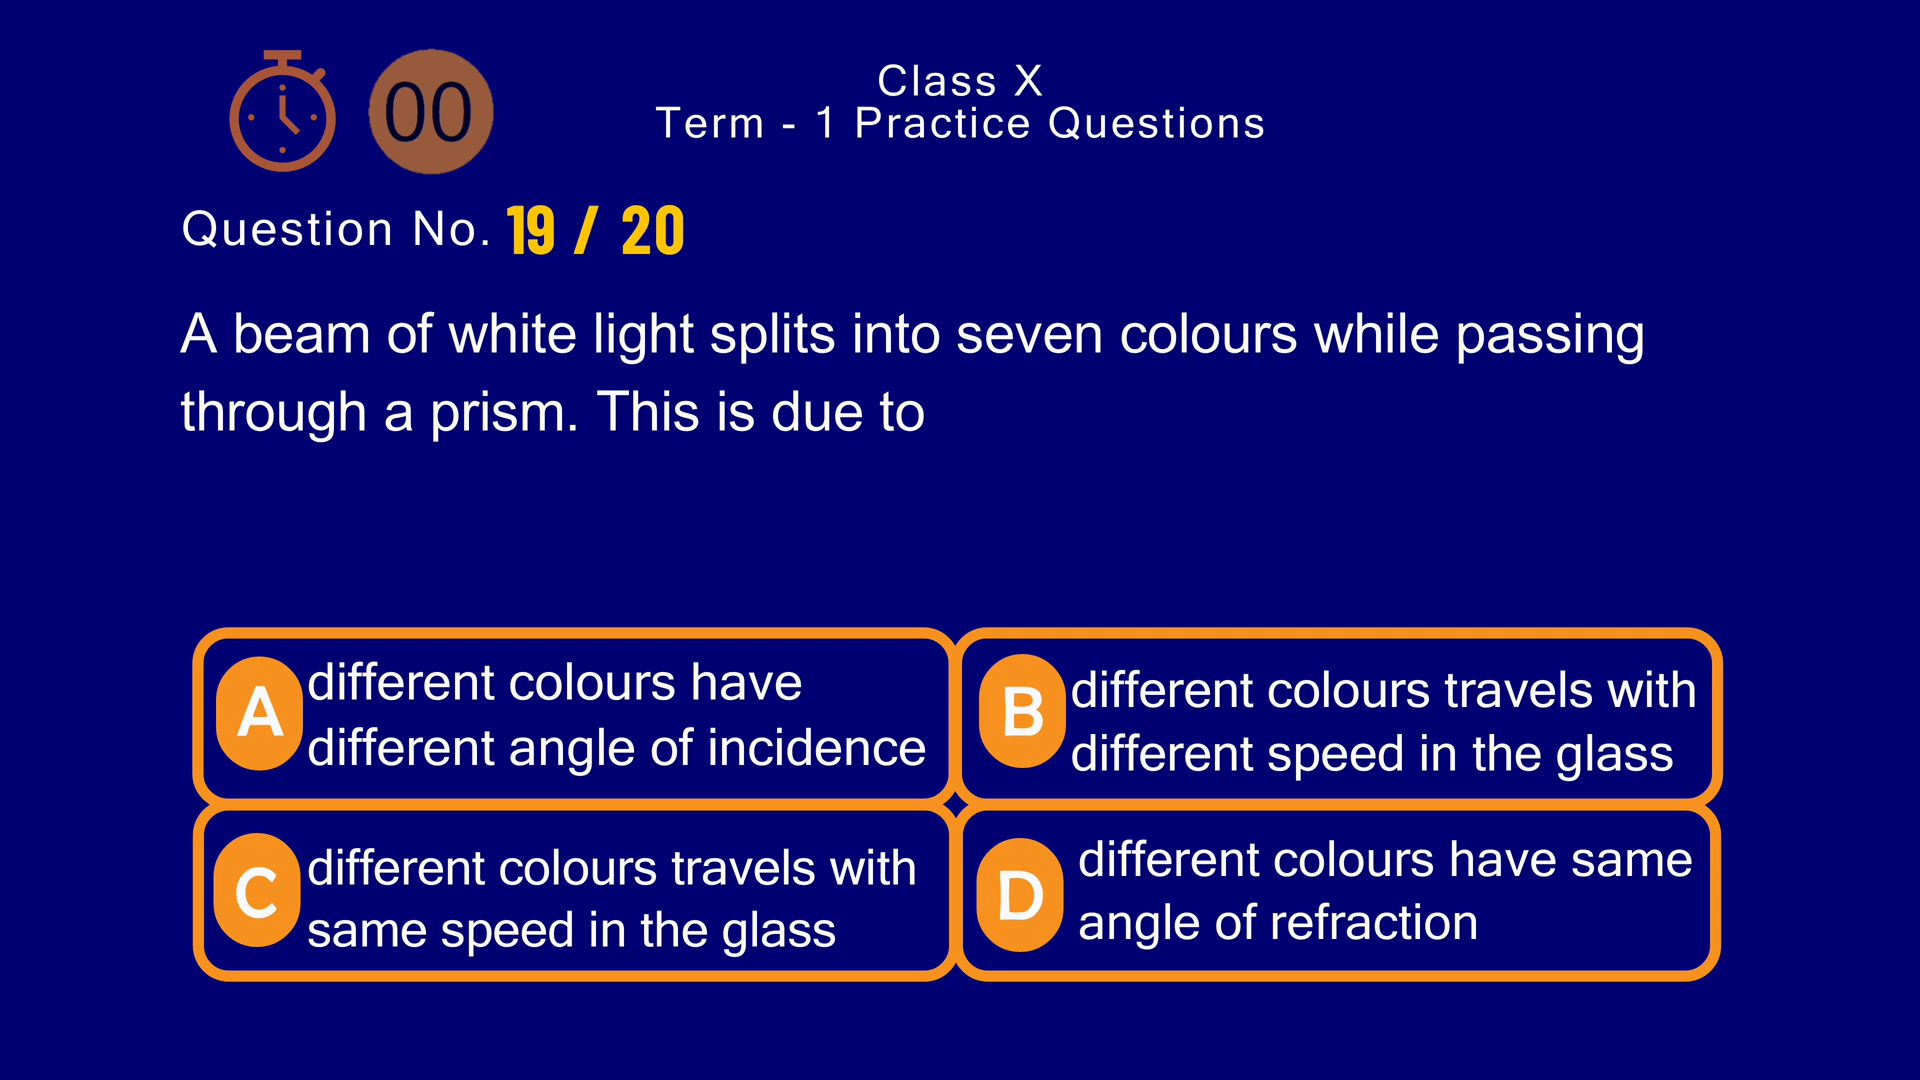 00
Class X
Term - 1 Practice Questions
Question No. 19 / 20
A beam of white light splits into seven colours while passing
through a prism. This is due to
A
different colours have
different angle of incidence
B
different colours travels with
different speed in the glass
C
different colours travels with
same speed in the glass
D
different colours have same
angle of refraction